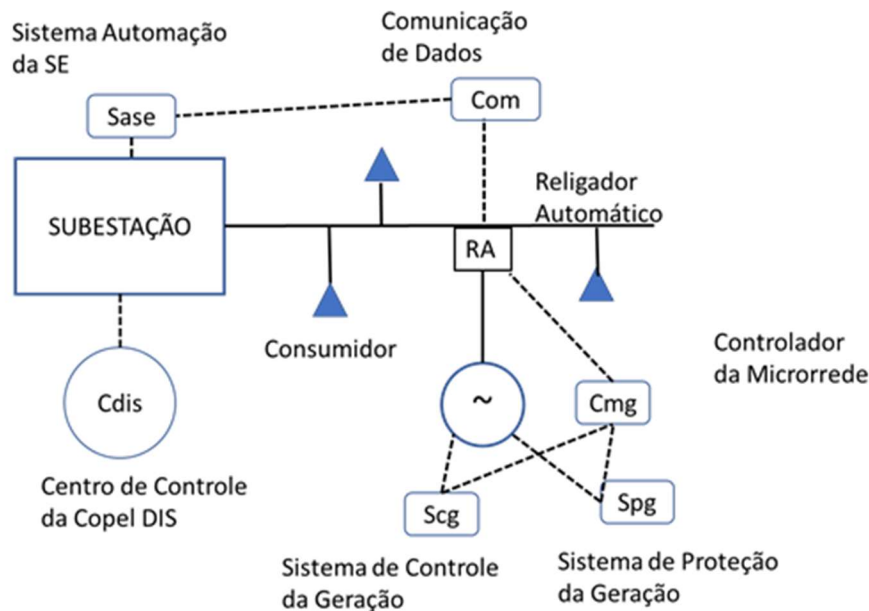 Sistema Automação
da SE
Comunicação
de Dados
Sase
Com
SUBESTAÇÃO
Religador
Automático
RA
Consumidor
Controlador
da Microrrede
Cdis
~
Cmg
Centro de Controle
da Copel DIS
Scg
Spg
Sistema de Controle
da Geração
Sistema de Proteção
da Geração